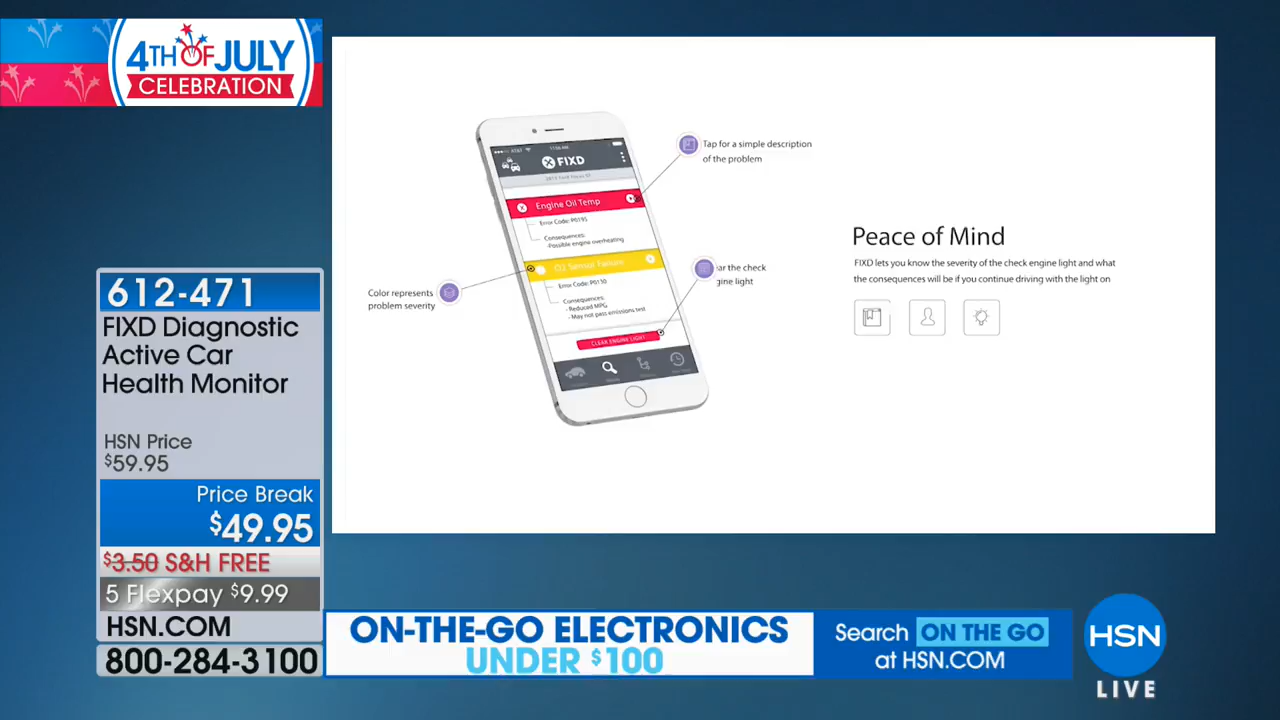 4TH OF JULY
CELEBRATION
612-471
FIXD Diagnostic
Active Car
Health Monitor
HSN Price
$59.95
Price Break
$49.95
$3.50 S&H FREE
5 Flexpay $9.99
HSN.COM
800-284-3100
FIXD
Engine Oil Temp
Error Code: P0195
Consequences:
-Possible engine overheating
O2 Sensor Failure
Error Code: P0130
Consequences:
- Reduced MPG
- May not pass emissions test
CLEAR ENGINE LIGHT
Tap for a simple description
of the problem
Color represents
problem severity
ar the check
gine light
Peace of Mind
FIXD lets you know the severity of the check engine light and what
the consequences will be if you continue driving with the light on
ON-THE-GO ELECTRONICS
UNDER $100
Search ON THE GO
at HSN.COM
HSN
LIVE